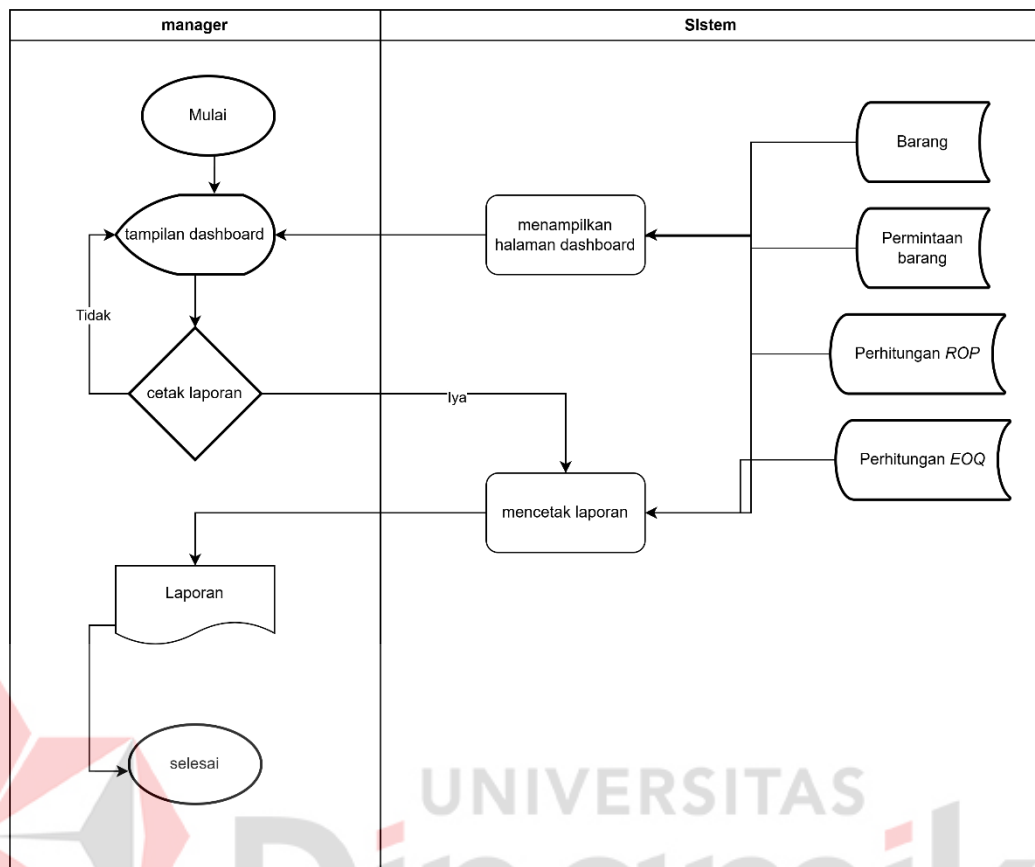 manager
SIstem
Mulai
Barang
tampilan dashboard
menampilkan
halaman dashboard
Permintaan
barang
Tidak
Perhitungan ROP
cetak laporan
Iya
Perhitungan EOQ
mencetak laporan
Laporan
selesai
UNIVERSITAS